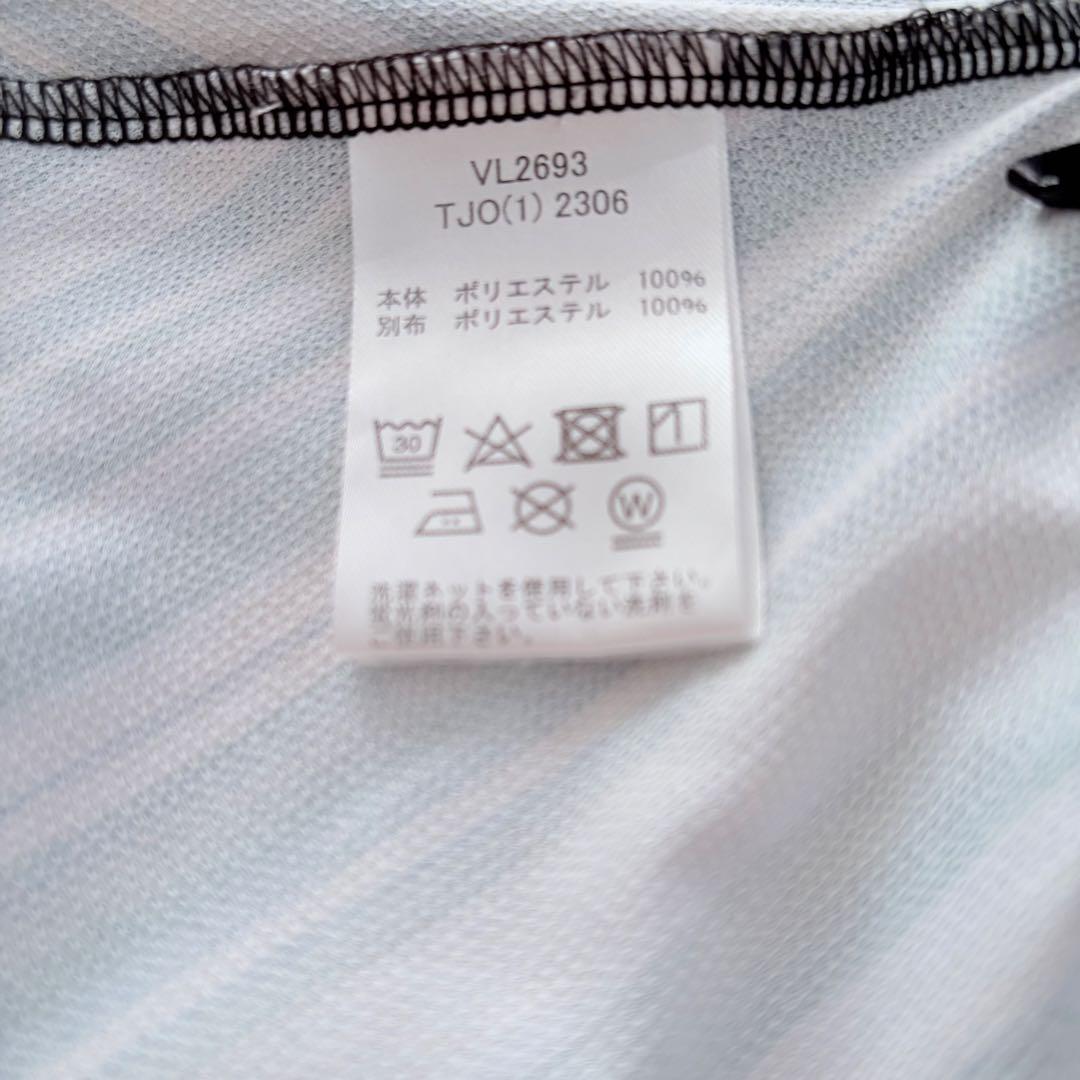 VL2693
TJO(1) 2306
本体 ポリエステル 100%
別布 ポリエステル 100%
30
W
洗濯ネットを使用して下さい。
蛍光剤の入っていない洗剤を
ご使用下さい。